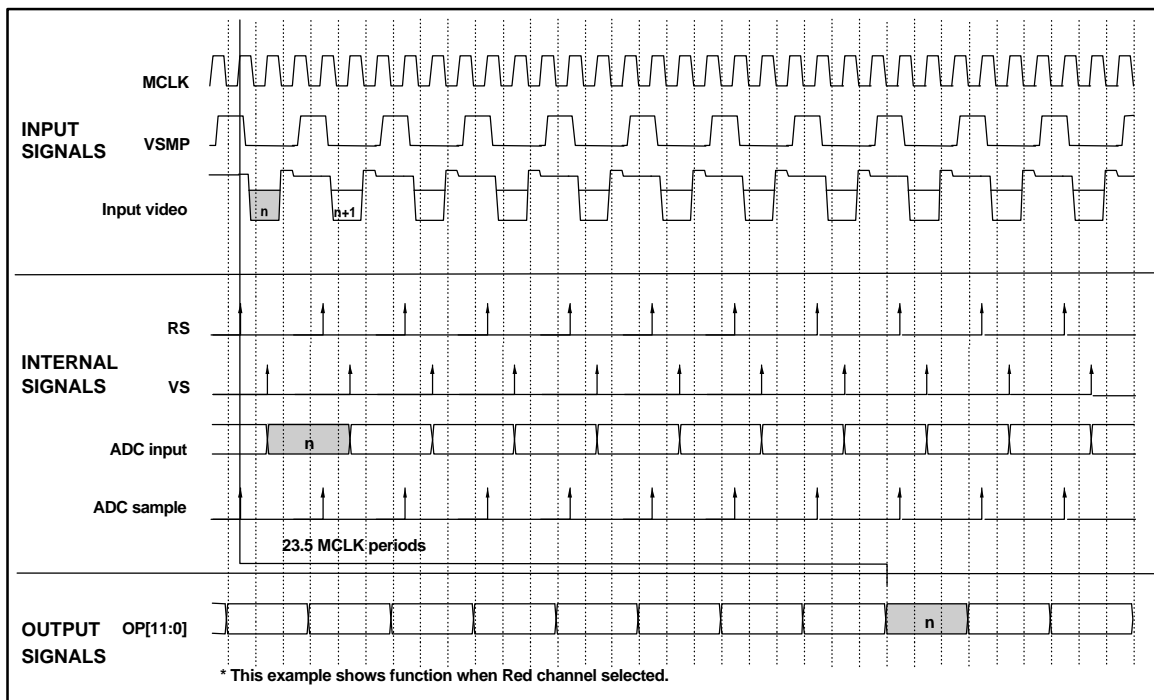 MCLK
INPUT
SIGNALS
VSMP
Input video
n
n+1
RS
INTERNAL
SIGNALS
VS
ADC input
n
ADC sample
23.5 MCLK periods
OUTPUT
SIGNALS
OP[11:0]
n
* This example shows function when Red channel selected.